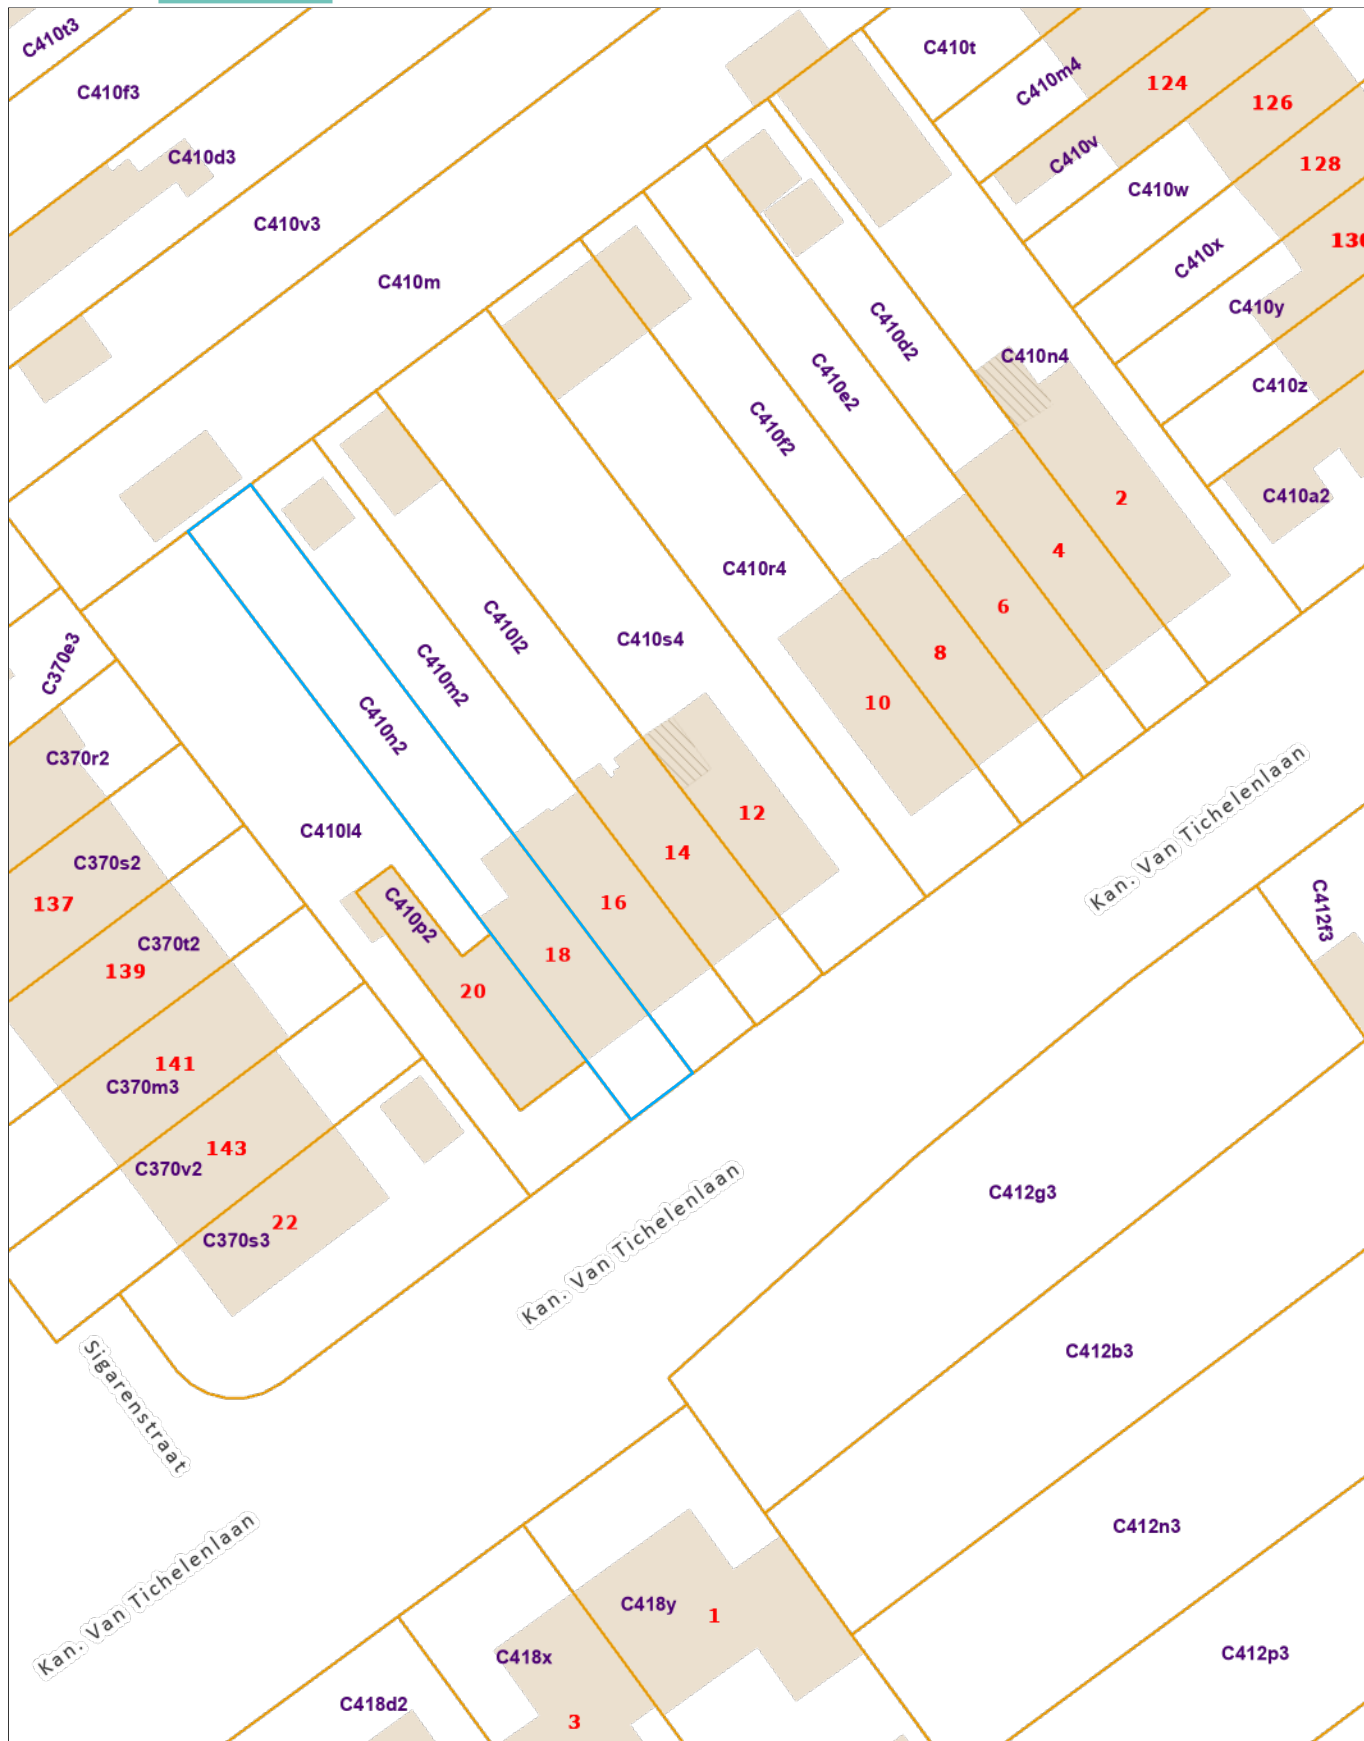 C410t3
C410f3
C410d3
C410v3
C410m
C410t
C410m4
124
126
C410v
C410w
128
C410x
130
C410y
C410z
C410a2
C410n4
C410d2
C410e2
C410f2
2
4
6
8
10
C410r4
C410s4
C410l2
C410m2
C410n2
12
14
16
18
20
C410l4
C410p2
C370e3
C370r2
C370s2
137
C370t2
139
141
C370m3
143
C370v2
22
C370s3
Kan. Van Tichelenlaan
C412f3
Kan. Van Tichelenlaan
C412g3
C412b3
Sigarenstraat
Kan. Van Tichelenlaan
C412n3
C412p3
C418y
1
C418x
C418d2
3